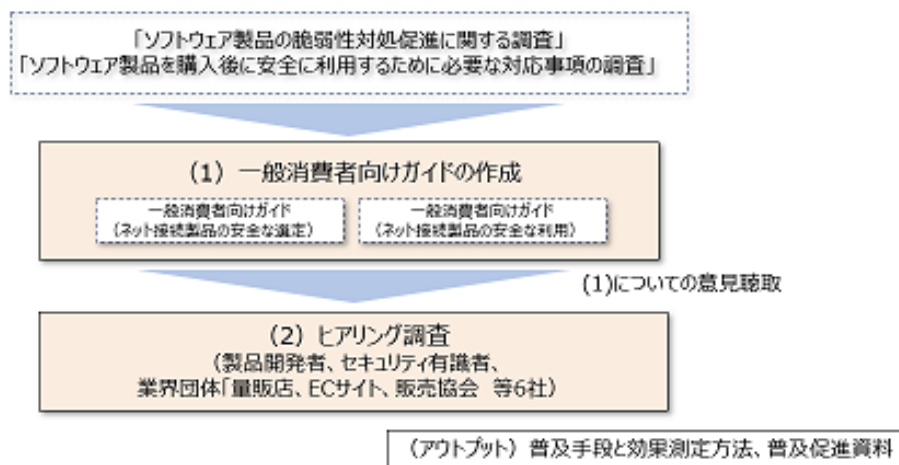 「ソフトウェア製品の脆弱性対処促進に関する調査」
「ソフトウェア製品を購入後に安全に利用するために必要な対応事項の調査」
(1) 一般消費者向けガイドの作成
一般消費者向けガイド
(ネット接続製品の安全な選定)
一般消費者向けガイド
(ネット接続製品の安全な利用)
(1)についての意見聴取
(2) ヒアリング調査
(製品開発者、セキュリティ有識者、
業界団体「量販店、ECサイト、販売協会 等6社)
(アウトプット) 普及手段と効果測定方法、普及促進資料